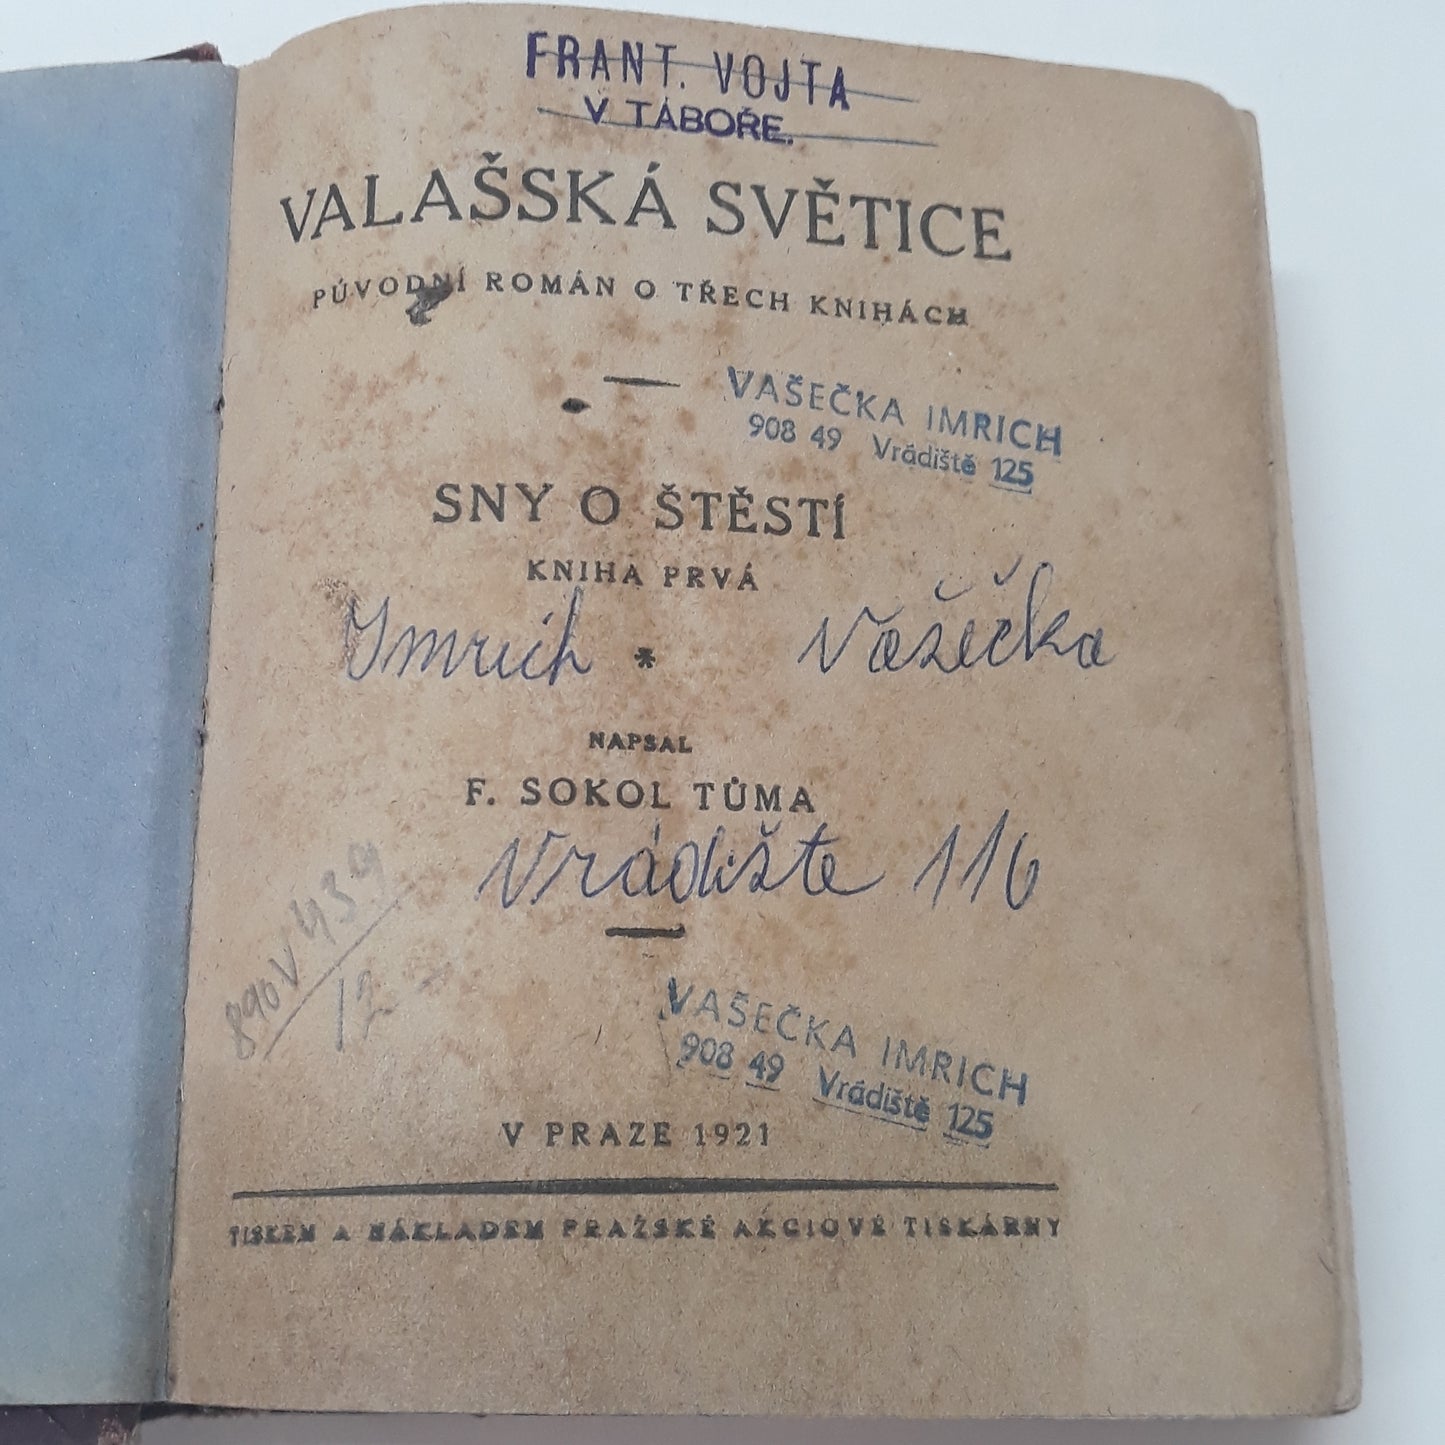 FRANT. VOJTA
V TÁBOŘE.
VALAŠSKÁ SVĚTICE
PŮVODNÍ ROMÁN O TŘECH KNIHÁCH
VAŠEČKA IMRICH
908 49 Vrádiště 125
SNY O ŠTĚSTÍ
KNIHA PRVÁ
Imrich * Vašečka
NAPSAL
F. SOKOL TŮMA
Vrádište 116
12
VAŠEČKA IMRICH
908 49 Vrádiště 125
V PRAZE 1921
TISKEM A NÁKLADEM PRAŽSKÉ AKCIOVÉ TISKÁRNY